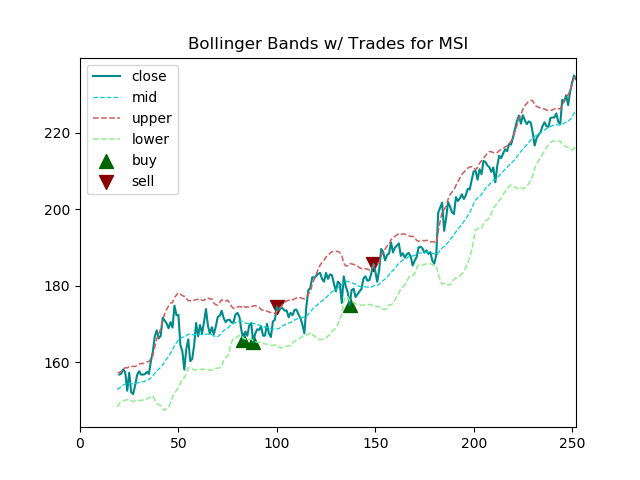 Bollinger Bands w/ Trades for MSI
close
mid
upper
lower
buy
sell
220
200
180
160
0 50 100 150 200 250